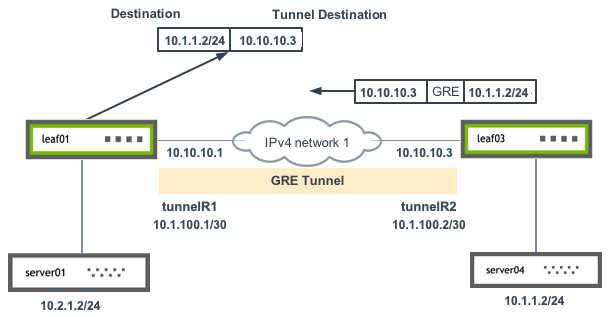 Destination Tunnel Destination
10.1.1.2/24 10.10.10.3
10.10.10.3 GRE 10.1.1.2/24
leaf01 IPv4 network 1 leaf03
10.10.10.1 10.10.10.3
GRE Tunnel
tunnelR1 tunnelR2
10.1.100.1/30 10.1.100.2/30
server01 server04
10.2.1.2/24 10.1.1.2/24